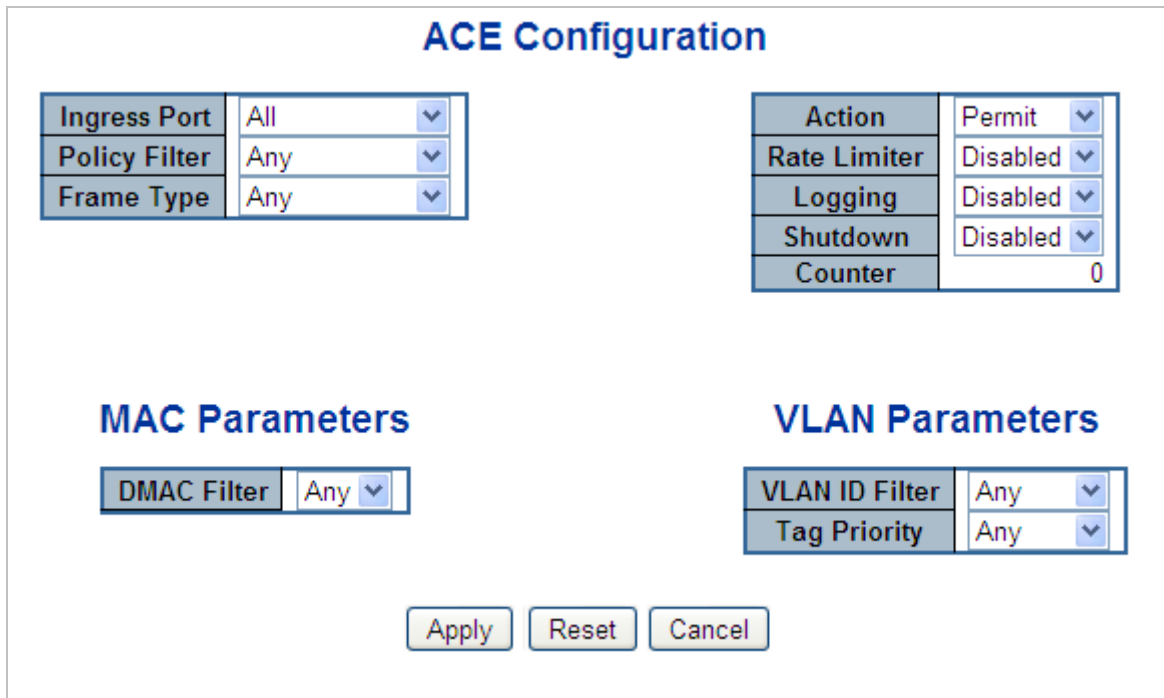 ACE Configuration
Ingress Port All
Policy Filter Any
Frame Type Any
Action Permit
Rate Limiter Disabled
Logging Disabled
Shutdown Disabled
Counter 0
MAC Parameters
DMAC Filter Any
VLAN Parameters
VLAN ID Filter Any
Tag Priority Any
Apply Reset Cancel